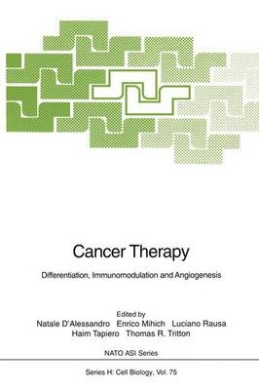 Cancer Therapy
Differentiation, Immunomodulation and Angiogenesis
Edited by
Natale D'Alessandro Enrico Mihich Luciano Rausa
Haim Tapiero Thomas R. Tritton
NATO ASI Series
Series H: Cell Biology, Vol. 75